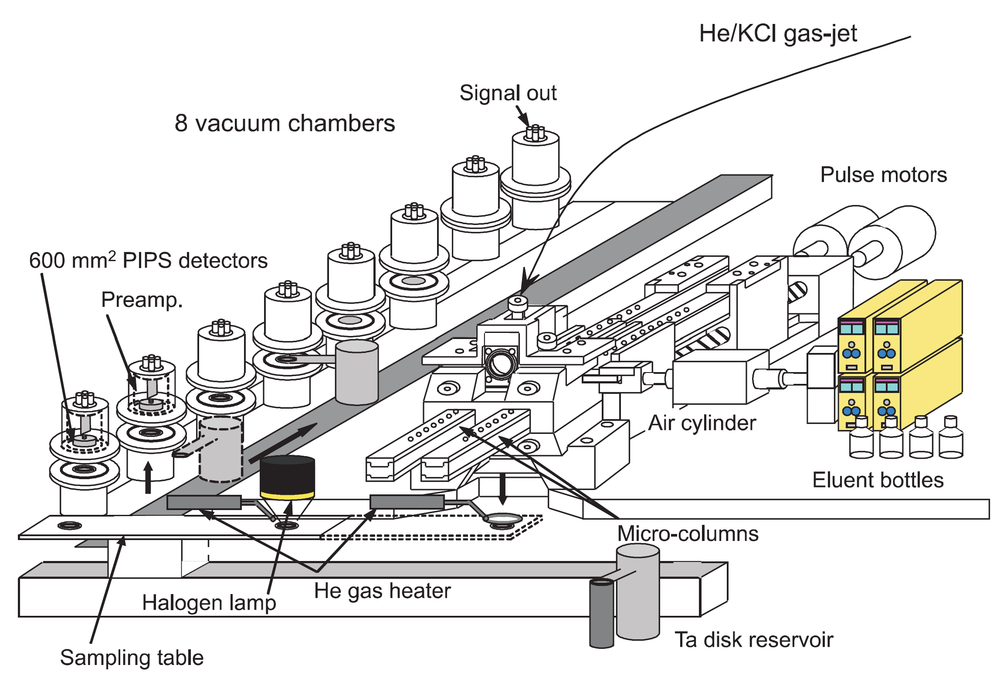 He/KCl gas-jet
Signal out
8 vacuum chambers
Pulse motors
600 mm² PIPS detectors
Preamp.
Air cylinder
Eluent bottles
Micro-columns
He gas heater
Halogen lamp
Ta disk reservoir
Sampling table